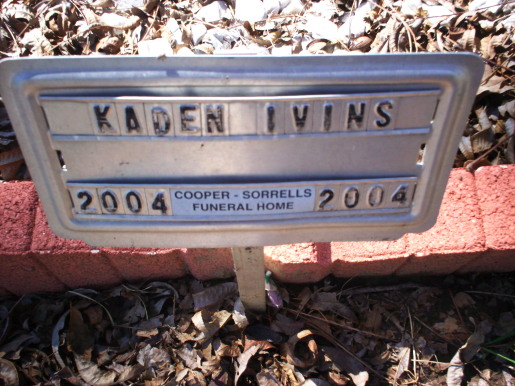 KADEN IVINS
2004 COOPER - SORRELLS 2004
FUNERAL HOME